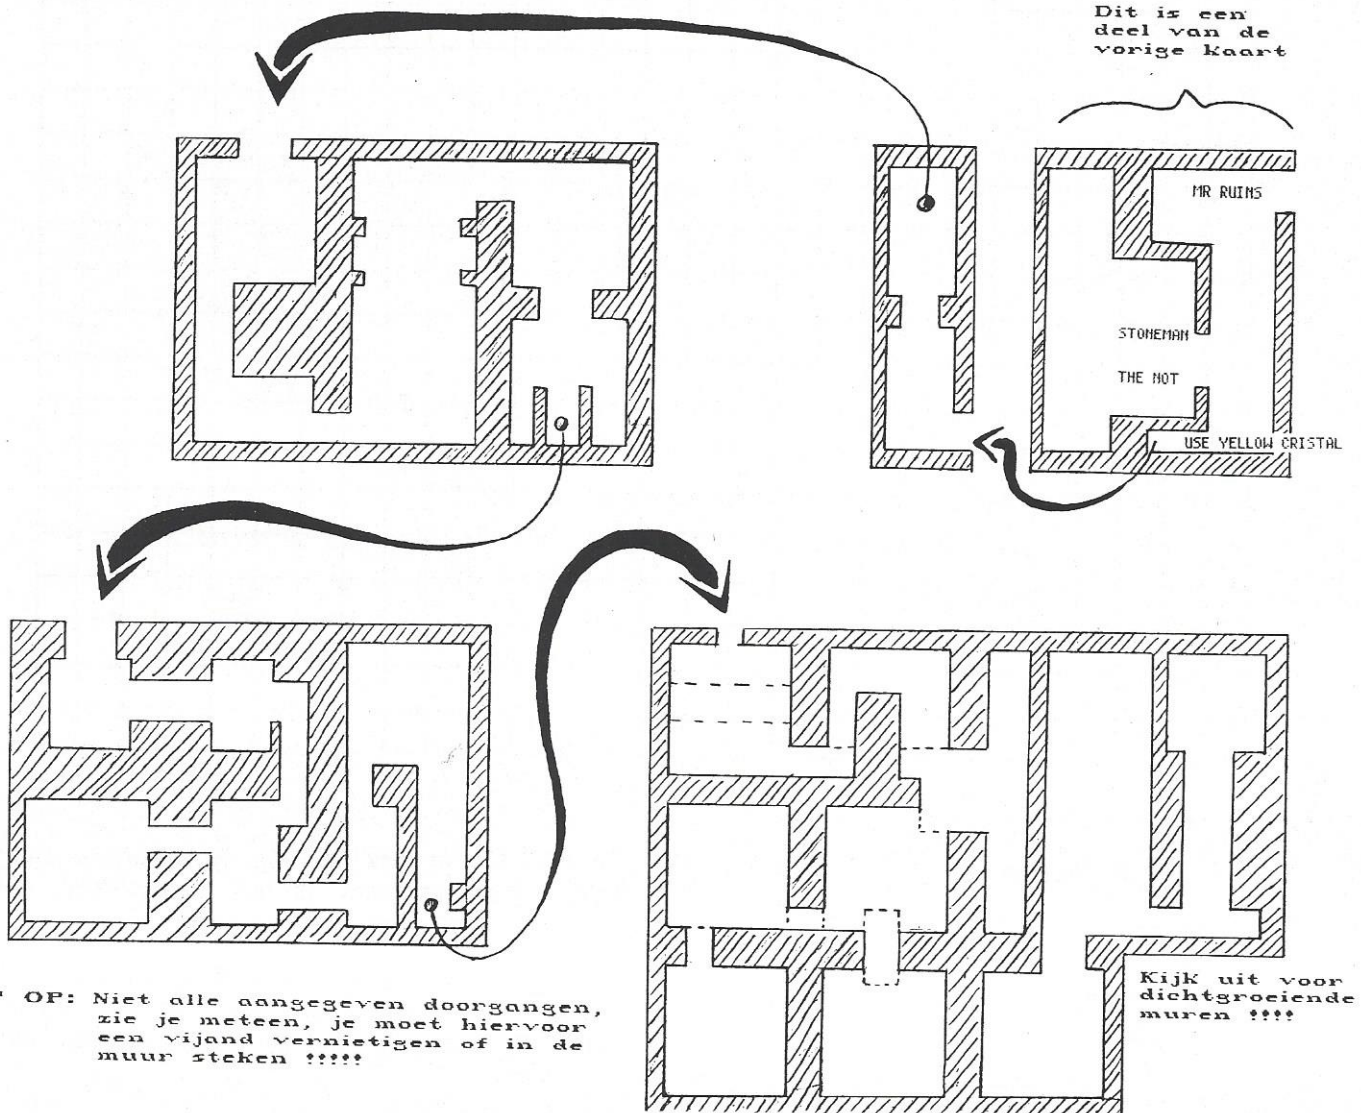 Dit is een
deel van de
vorige kaart
MR RUINS
STONEMAN
THE NOT
USE YELLOW CRISTAL
OP: Niet alle aangegeven doorgangen,
zie je meteen, je moet hiervoor
een vijand vernietigen of in de
muur steken !!!!!
Kijk uit voor
dichtgroeiende
muren !!!!